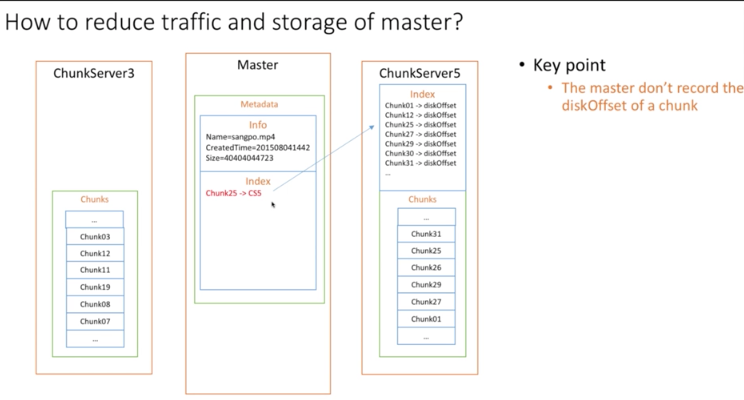 How to reduce traffic and storage of master?
ChunkServer3
Chunks
...
Chunk03
Chunk12
Chunk11
Chunk19
Chunk08
Chunk07
...
Master
Metadata
Info
Name=sangpo.mp4
CreatedTime=201508041442
Size=40404044723
Index
Chunk25 -> CS5
ChunkServer5
Index
Chunk01 -> diskOffset
Chunk12 -> diskOffset
Chunk25 -> diskOffset
Chunk27 -> diskOffset
Chunk29 -> diskOffset
Chunk30 -> diskOffset
Chunk31 -> diskOffset
...
Chunks
...
Chunk31
Chunk25
Chunk26
Chunk29
Chunk27
Chunk01
...
• Key point
• The master don't record the
diskOffset of a chunk